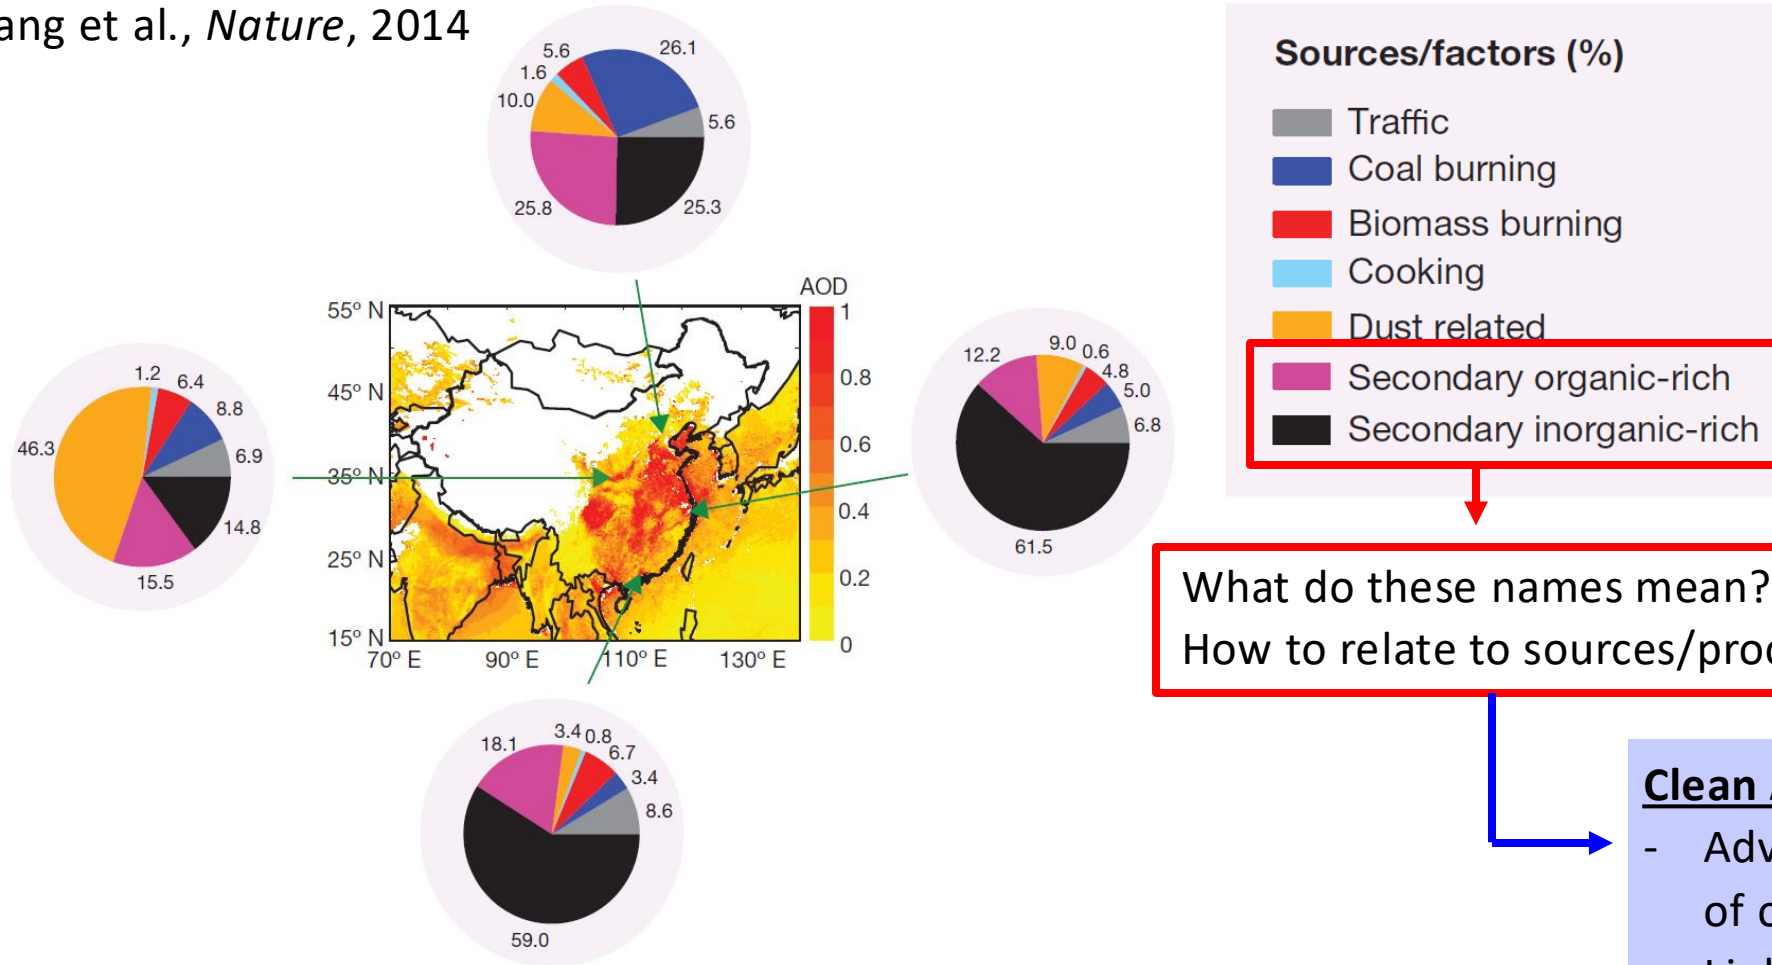 ang et al., Nature, 2014
5.6
26.1
1.6
10.0
5.6
25.8
25.3
Sources/factors (%)
Traffic
Coal burning
Biomass burning
Cooking
Dust related
Secondary organic-rich
Secondary inorganic-rich
AOD
55° N
45° N
35° N
25° N
15° N
70° E
90° E
110° E
130° E
1
0.8
0.6
0.4
0.2
0
1.2
6.4
8.8
6.9
14.8
15.5
46.3
12.2
9.0
0.6
4.8
5.0
6.8
61.5
18.1
3.4
0.8
6.7
3.4
8.6
59.0
What do these names mean?
How to relate to sources/proc
Clean
- Adv
of